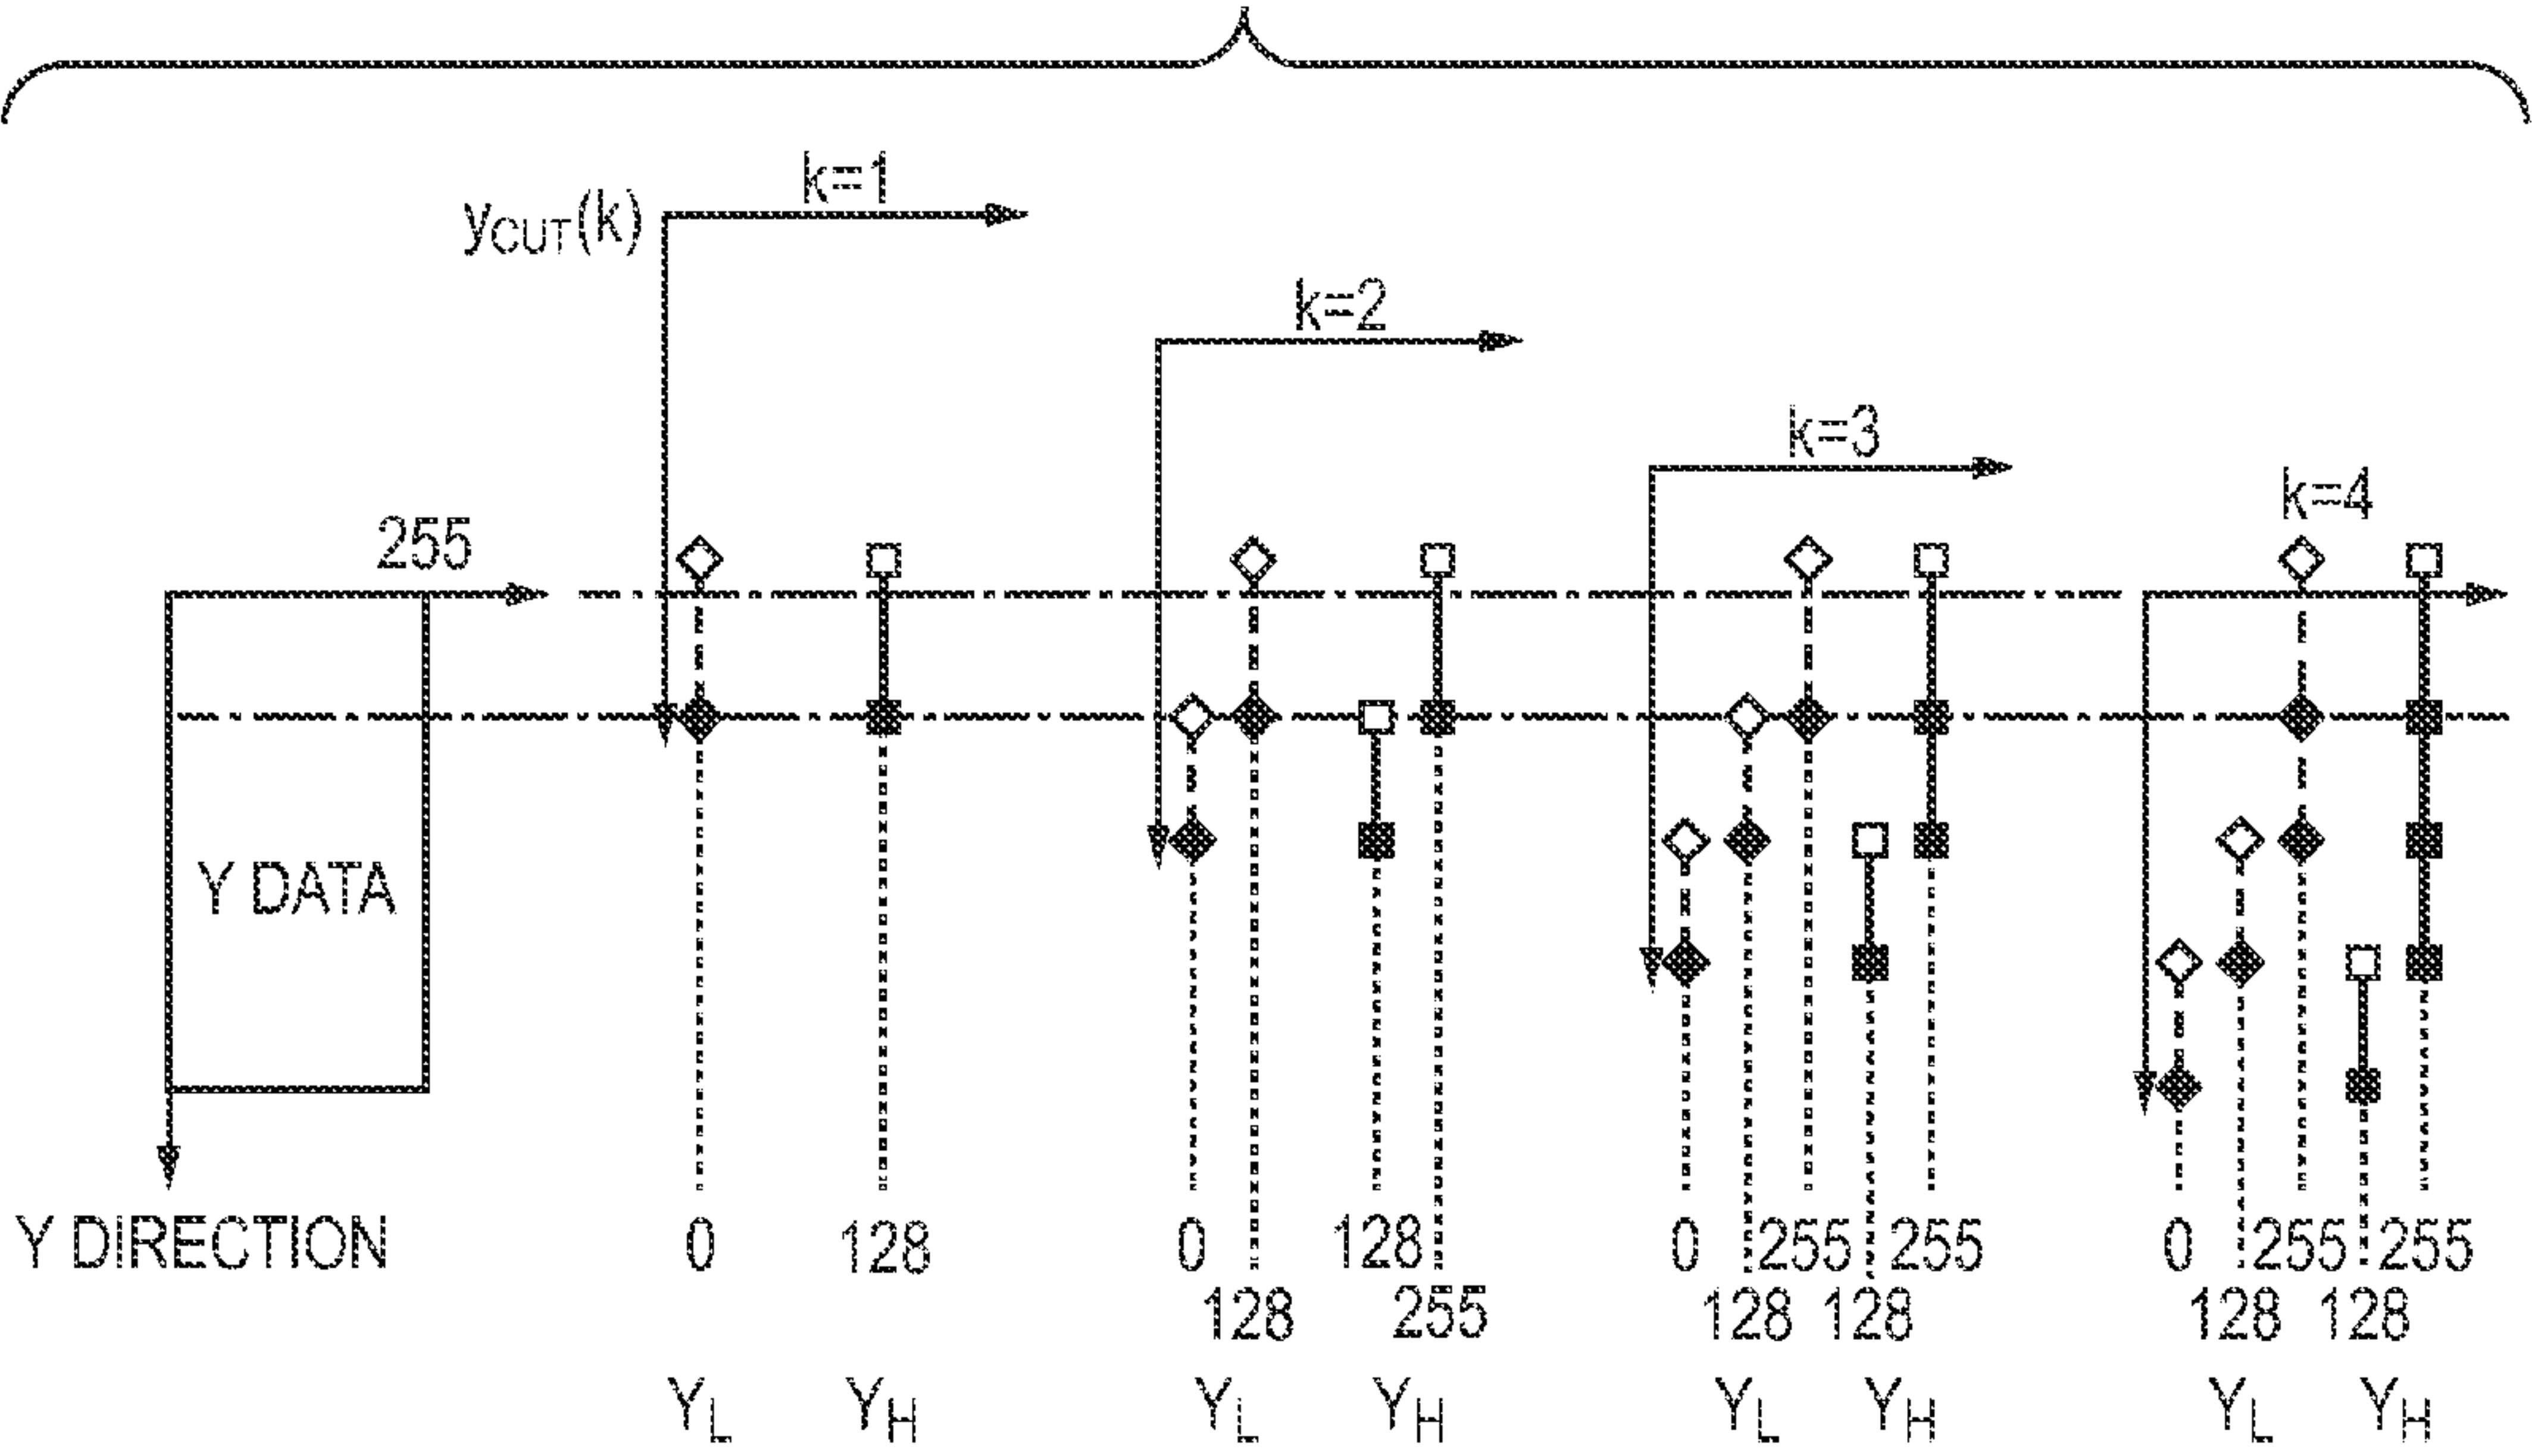 k=1
yCUT(k)
k=2
k=3
k=4
255
Y DATA
Y DIRECTION
0 128 0 128 0 255 255 0 255 255
128 255 128 128 128 128
YL YH YL YH YL YH YL YH